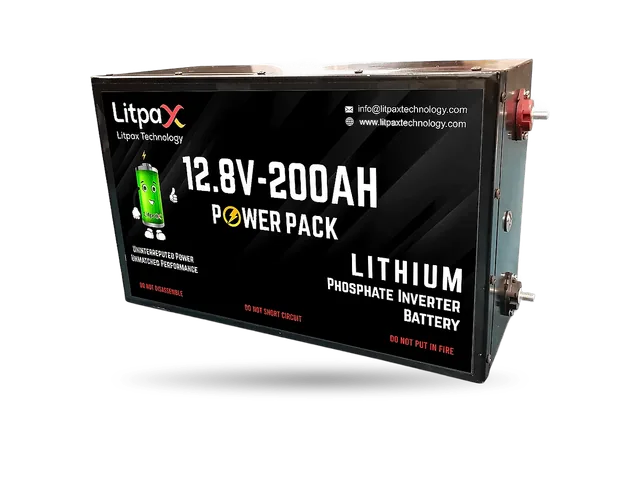 Litpax
Litpax Technology
info@litpaxtechnology.com
www.litpaxtechnology.com
12.8V-200AH
POWER PACK
UNINTERREPUTED POWER
UNMATCHED PERFORMANCE
LITHIUM
PHOSPHATE INVERTER
BATTERY
DO NOT DISASSEMBLE
DO NOT SHORT CIRCUIT
DO NOT PUT IN FIRE